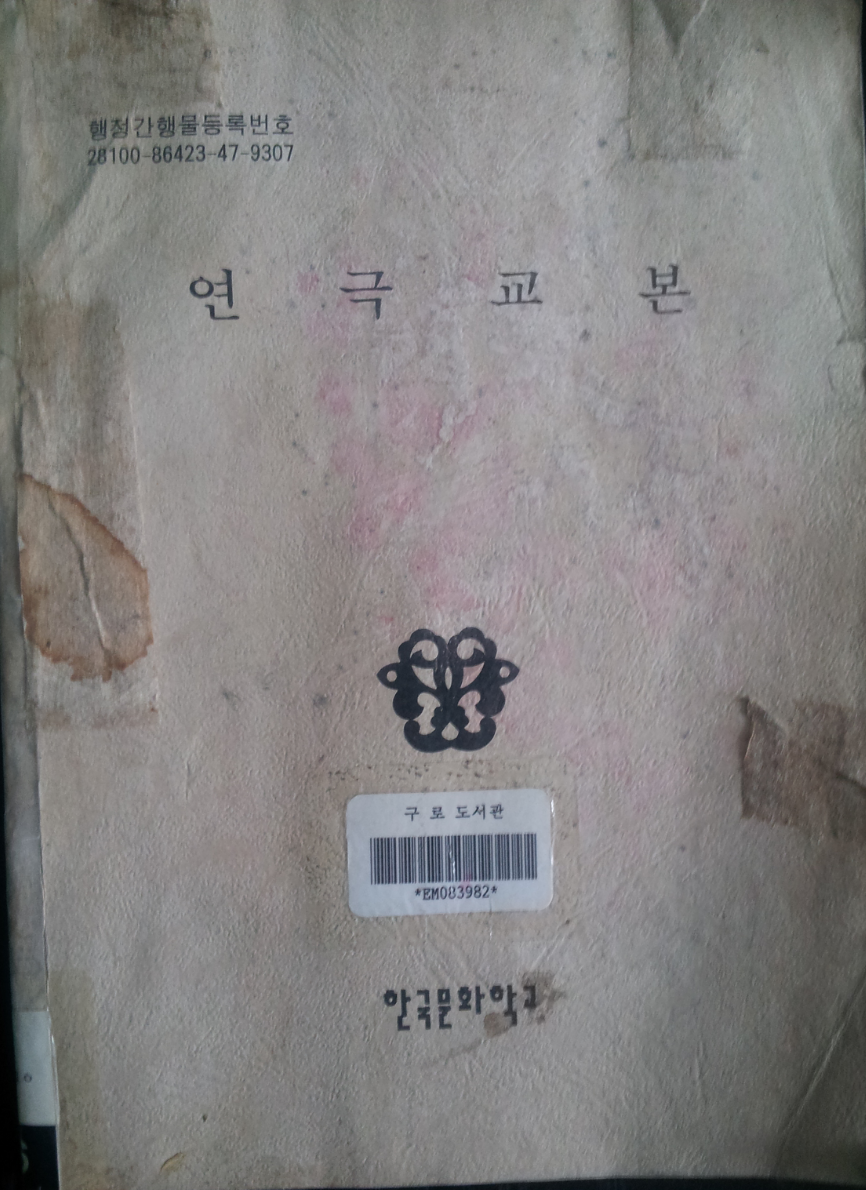 행정간행물등록번호
28100-86423-47-9307
연 극 교 본
구 로 도서관
*EM083982*
한국문화학교